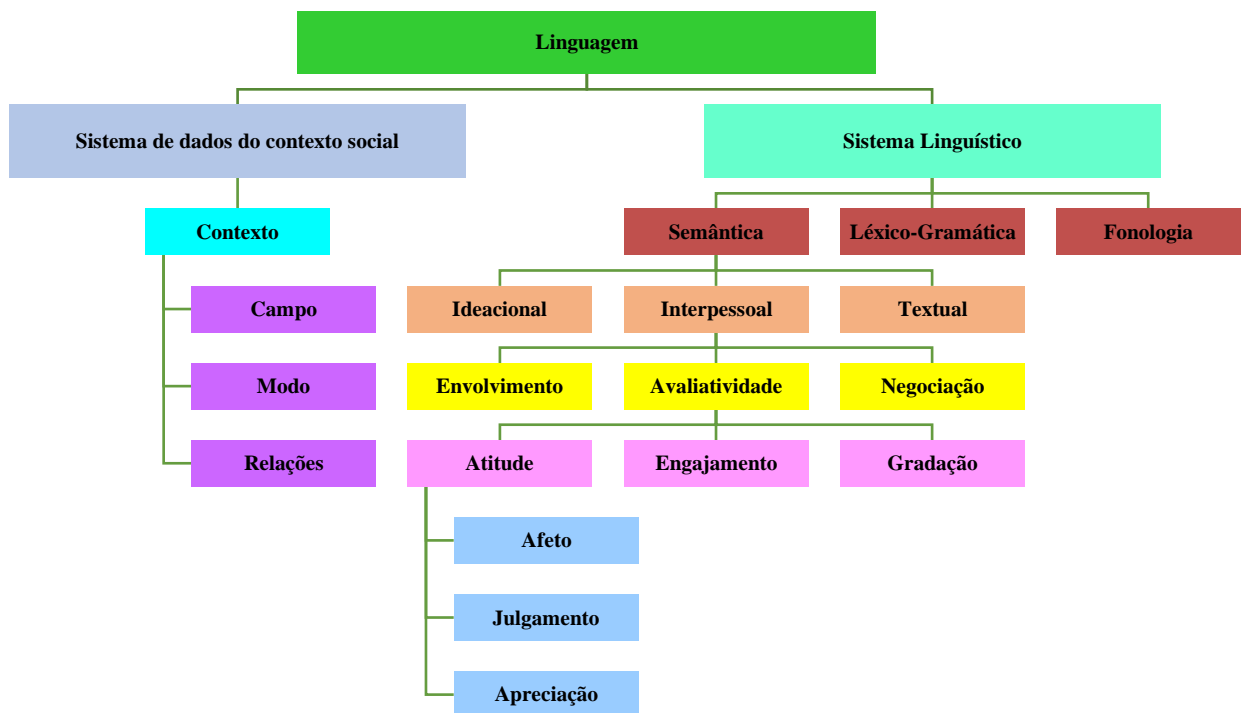 Linguagem
Sistema de dados do contexto social
Sistema Linguístico
Contexto
Semântica
Léxico-Gramática
Fonologia
Campo
Ideacional
Interpessoal
Textual
Modo
Envolvimento
Avaliatividade
Negociação
Relações
Atitude
Engajamento
Gradação
Afeto
Julgamento
Apreciação